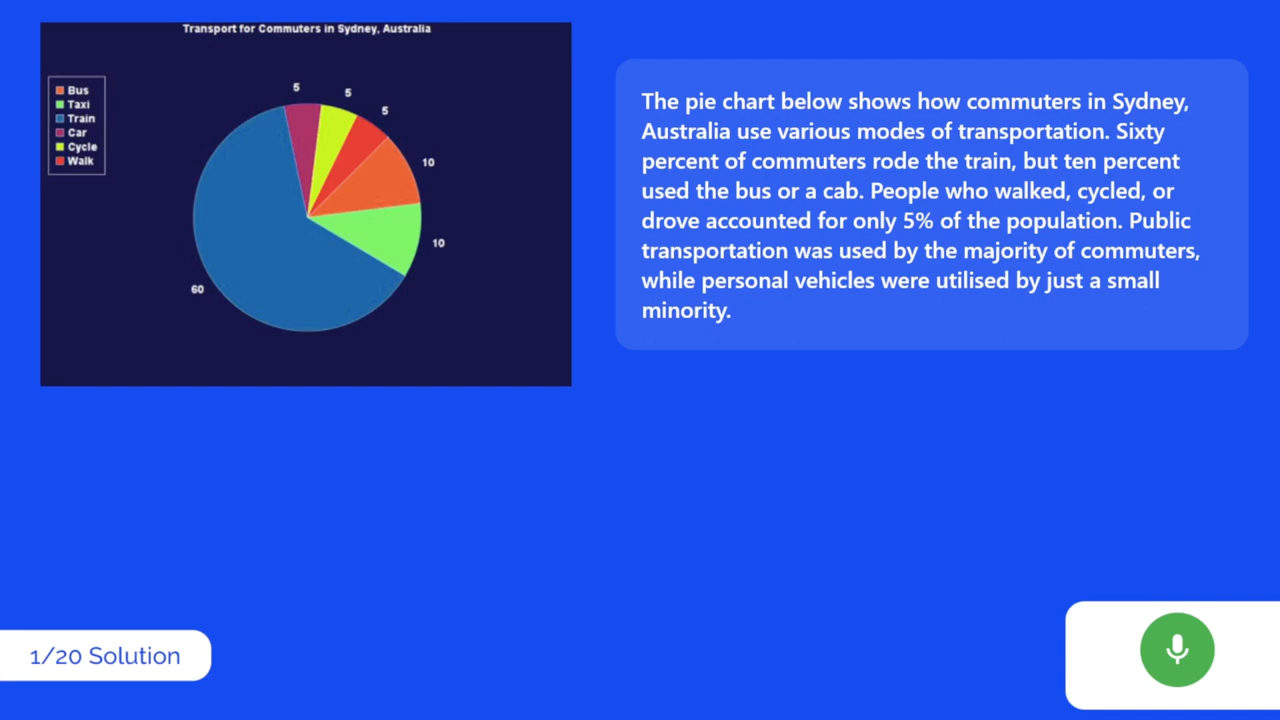 Transport for Commuters in Sydney, Australia
Bus
Taxi
Train
Car
Cycle
Walk
5
5
5
10
10
60
The pie chart below shows how commuters in Sydney,
Australia use various modes of transportation. Sixty
percent of commuters rode the train, but ten percent
used the bus or a cab. People who walked, cycled, or
drove accounted for only 5% of the population. Public
transportation was used by the majority of commuters,
while personal vehicles were utilised by just a small
minority.
1/20 Solution